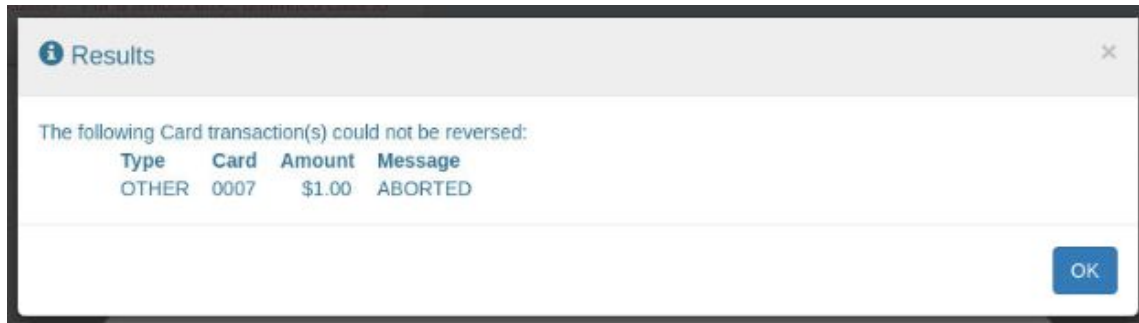 Results
×
The following Card transaction(s) could not be reversed:
Type Card Amount Message
OTHER 0007 $1.00 ABORTED
OK